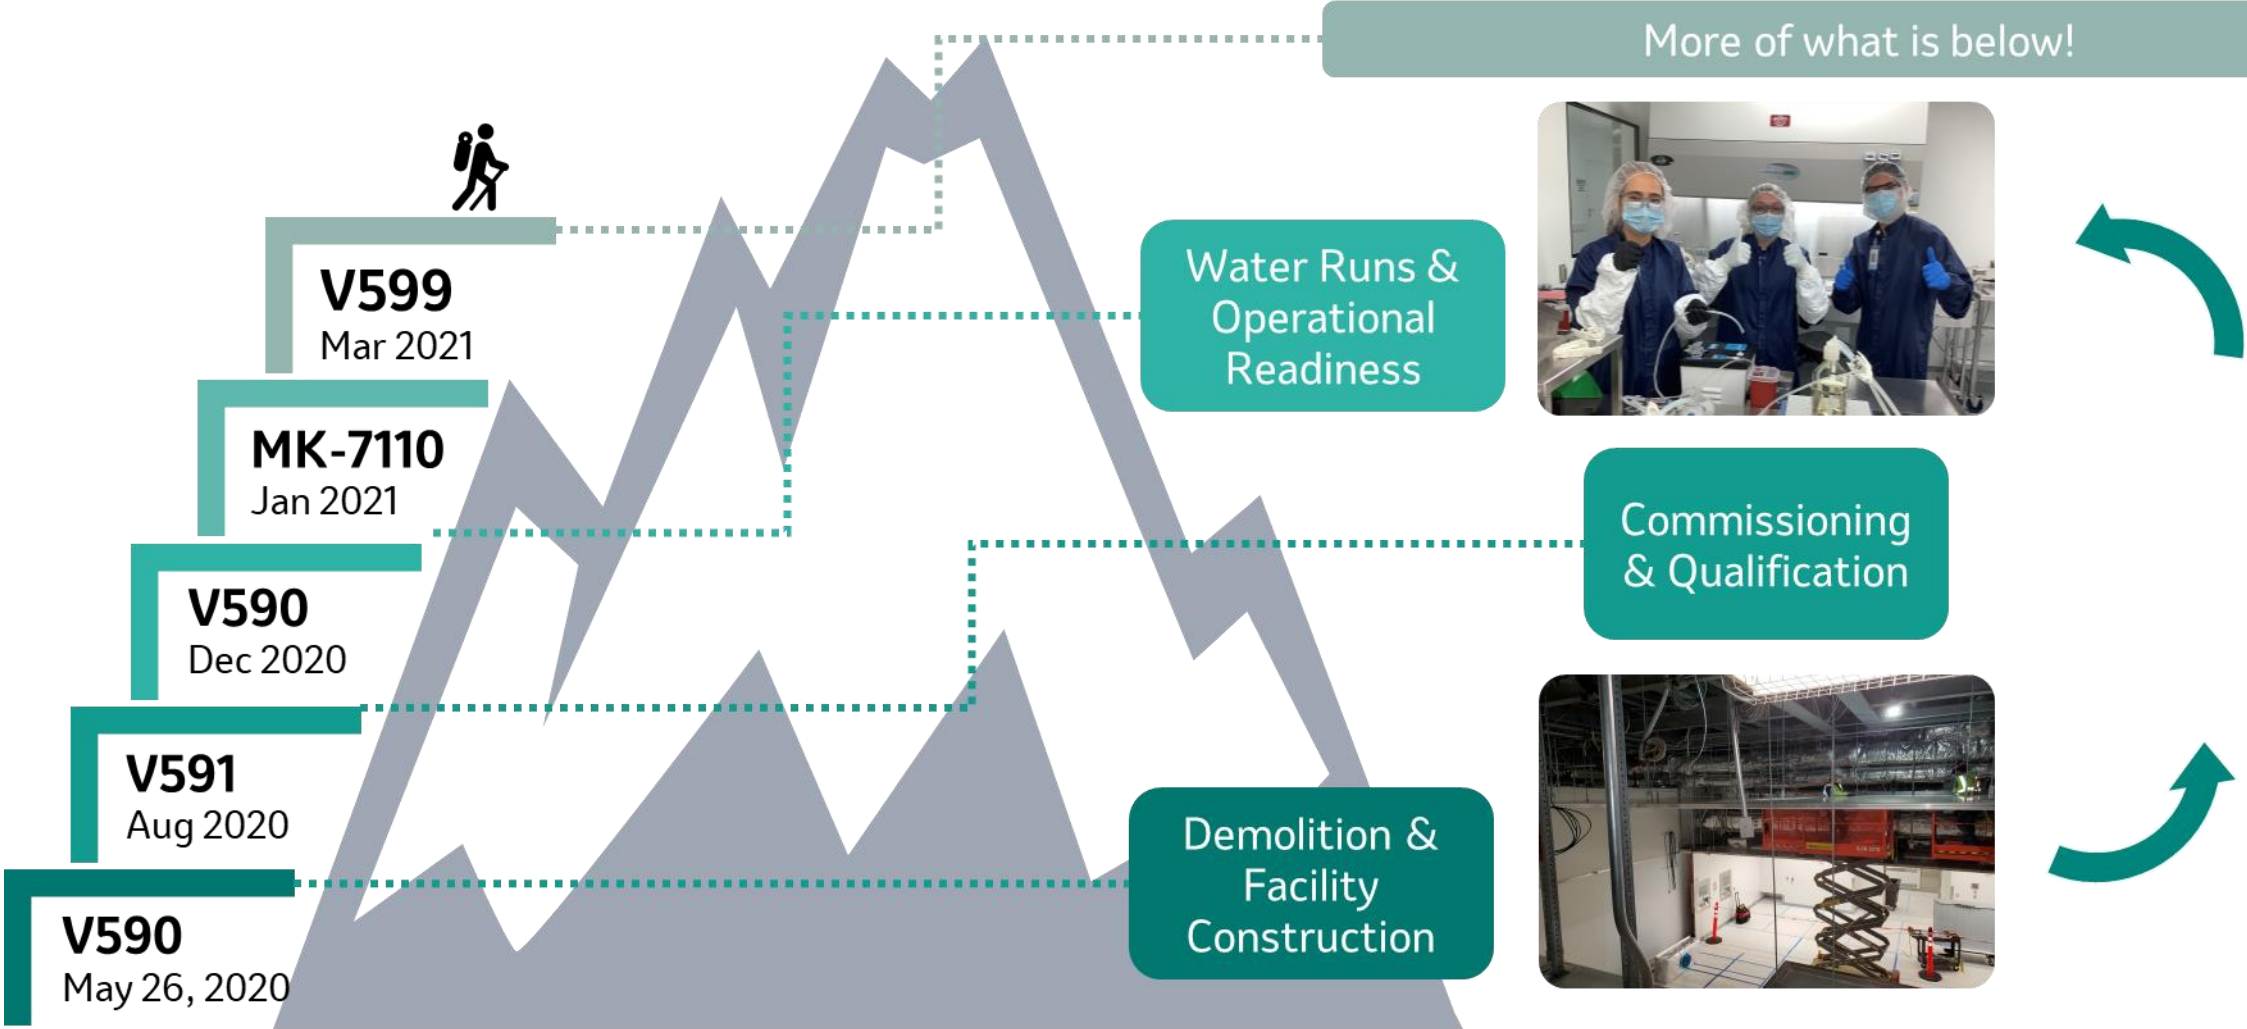 More of what is below!
V599
Mar 2021
Water Runs &
Operational
Readiness
MK-7110
Jan 2021
Commissioning
& Qualification
V590
Dec 2020
V591
Aug 2020
Demolition &
Facility
Construction
V590
May 26, 2020